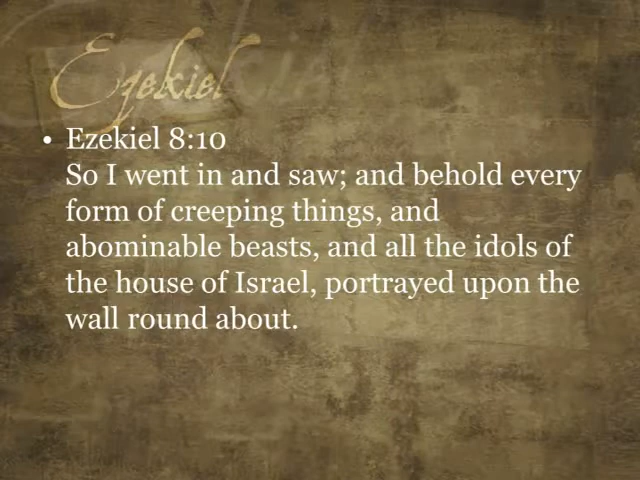 Ezekiel
• Ezekiel 8:10
So I went in and saw; and behold every
form of creeping things, and
abominable beasts, and all the idols of
the house of Israel, portrayed upon the
wall round about.